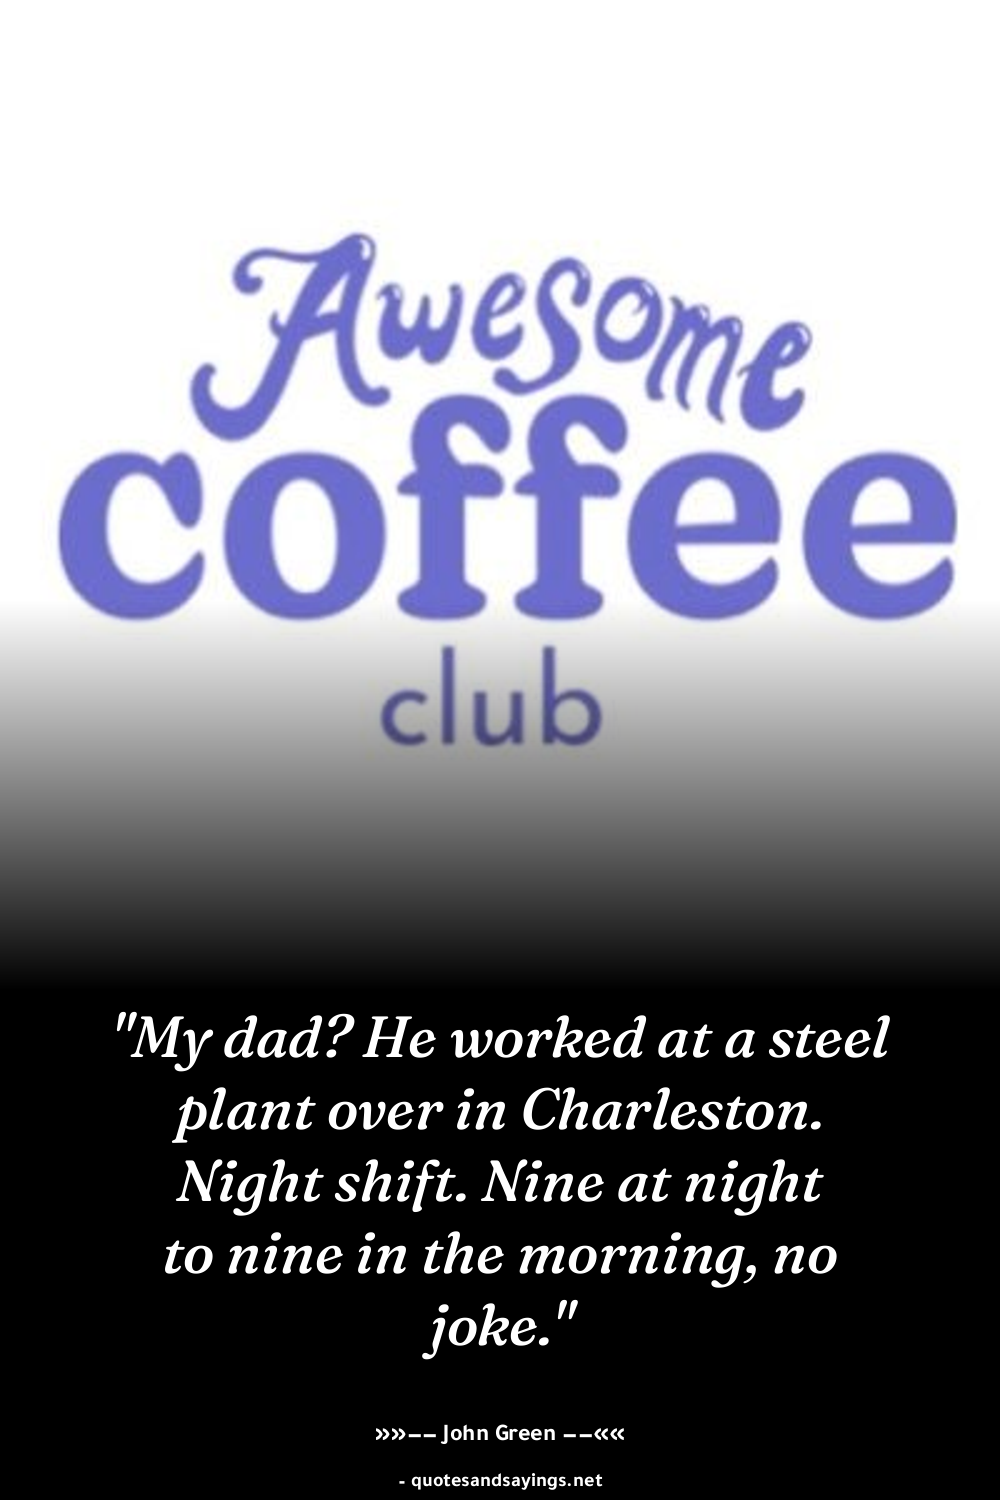 Awesome
coffee
club
"My dad? He worked at a steel
plant over in Charleston.
Night shift. Nine at night
to nine in the morning, no
joke."
»»–– John Green ––««
- quotesandsayings.net